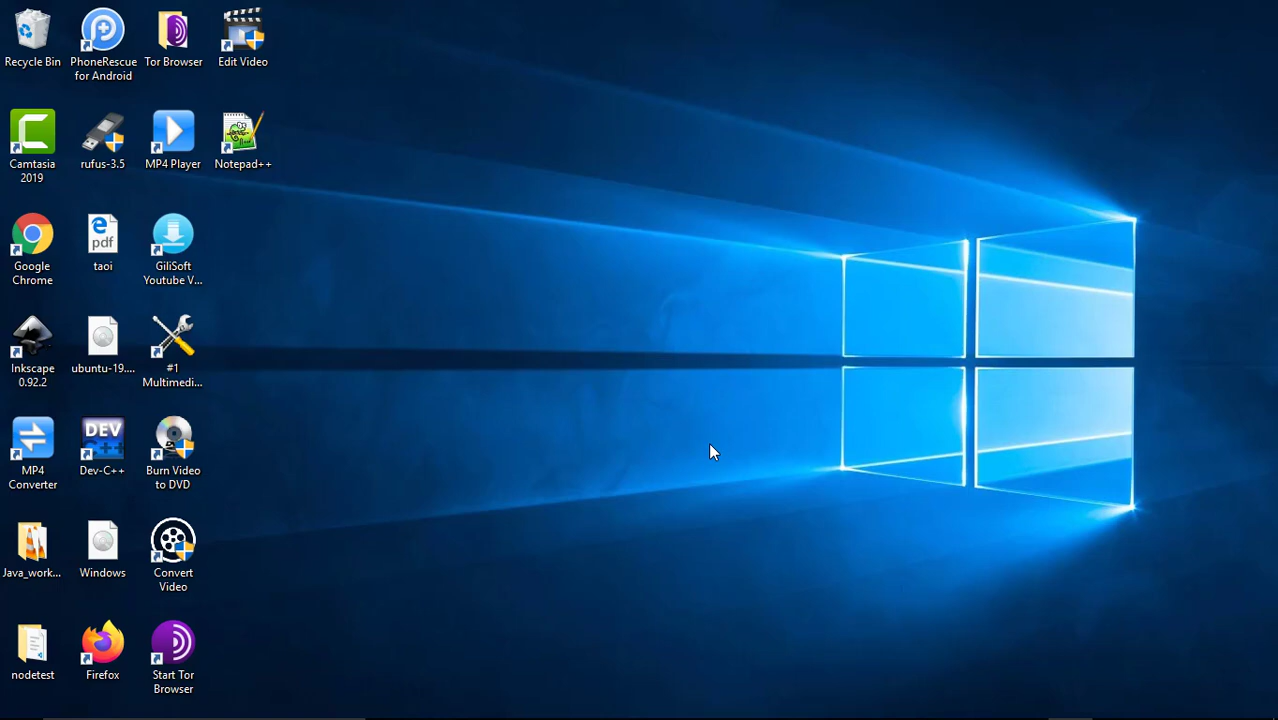 Recycle Bin
PhoneRescue
for Android
Tor Browser
Edit Video
Camtasia
2019
rufus-3.5
MP4 Player
Notepad++
Google
Chrome
pdf
taoi
GiliSoft
Youtube V...
Inkscape
0.92.2
ubuntu-19....
#1
Multimedi...
MP4
Converter
DEV
C++
Dev-C++
Burn Video
to DVD
Java_work...
Windows
Convert
Video
nodetest
Firefox
Start Tor
Browser